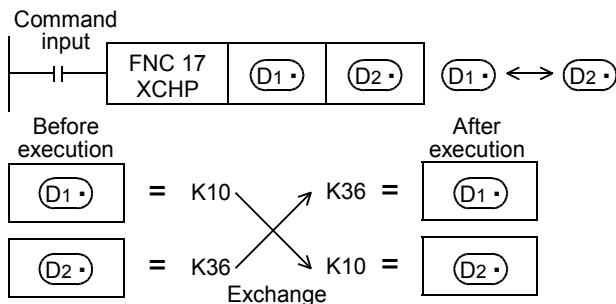 Command
input
FNC 17
XCHP
D1 •
D2 •
D1 • ↔ D2 •
Before
execution
After
execution
D1 • = K10
K36 = D1 •
D2 • = K36
K10 = D2 •
Exchange